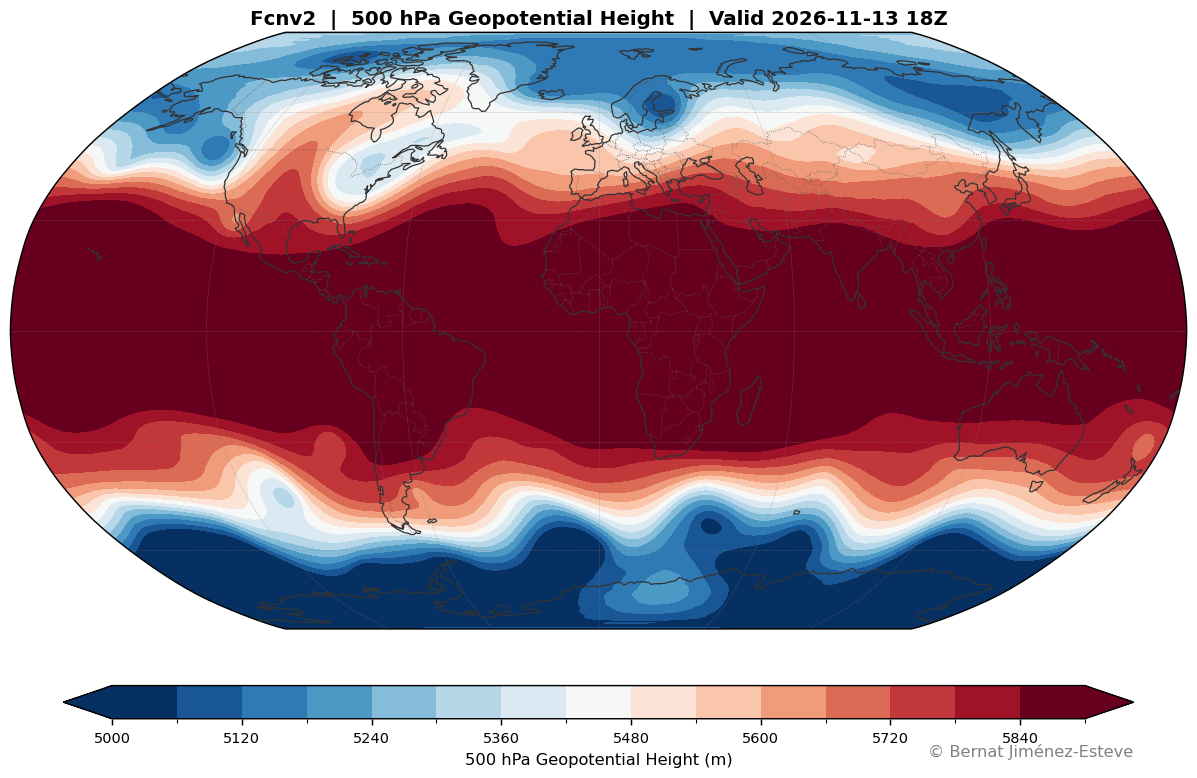 Fcnv2 | 500 hPa Geopotential Height | Valid 2026-11-13 18Z
5000 5120 5240 5360 5480 5600 5720 5840
500 hPa Geopotential Height (m)
© Bernat Jiménez-Esteve